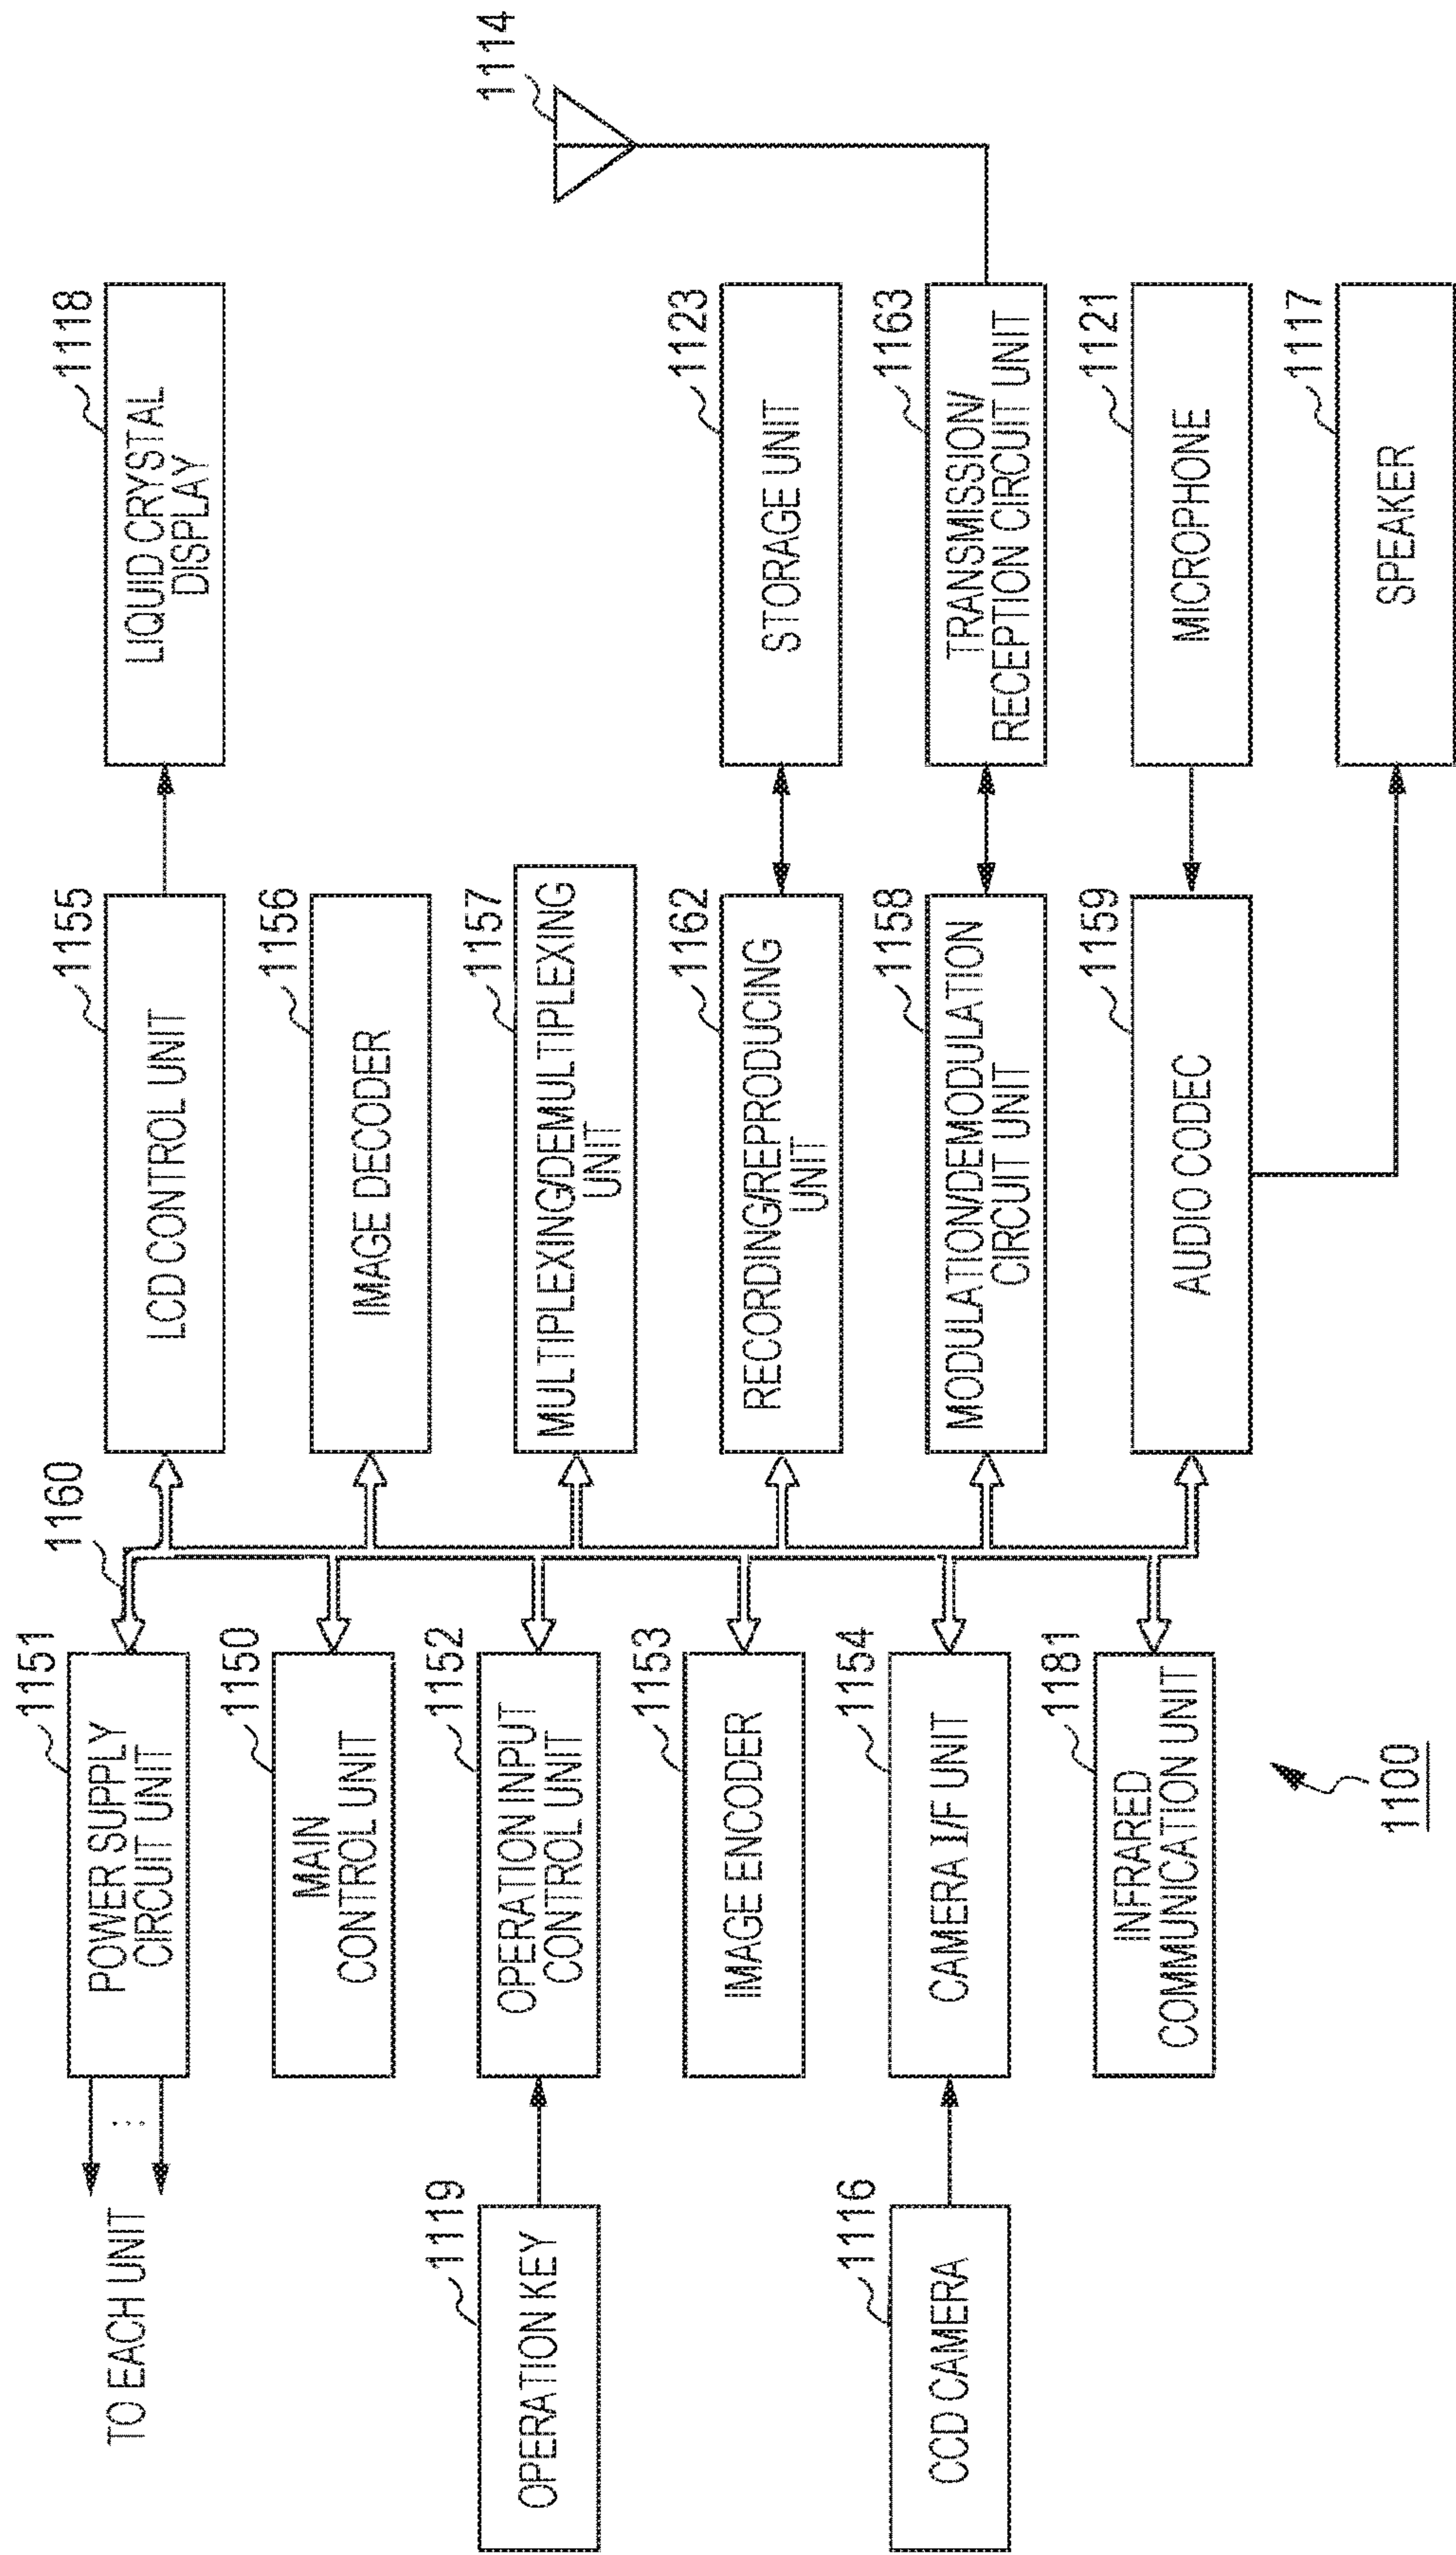 1151
POWER SUPPLY
CIRCUIT UNIT
TO EACH UNIT
1160
1155
LCD CONTROL UNIT
1118
LIQUID CRYSTAL
DISPLAY
1150
MAIN
CONTROL UNIT
1156
IMAGE DECODER
1119
OPERATION KEY
1152
OPERATION INPUT
CONTROL UNIT
1157
MULTIPLEXING/DEMULTIPLEXING
UNIT
1114
1153
IMAGE ENCODER
1162
RECORDING/REPRODUCING
UNIT
1123
STORAGE UNIT
1116
CCD CAMERA
1154
CAMERA I/F UNIT
1158
MODULATION/DEMODULATION
CIRCUIT UNIT
1163
TRANSMISSION/
RECEPTION CIRCUIT UNIT
1181
INFRARED
COMMUNICATION UNIT
1159
AUDIO CODEC
1121
MICROPHONE
1117
SPEAKER
1100